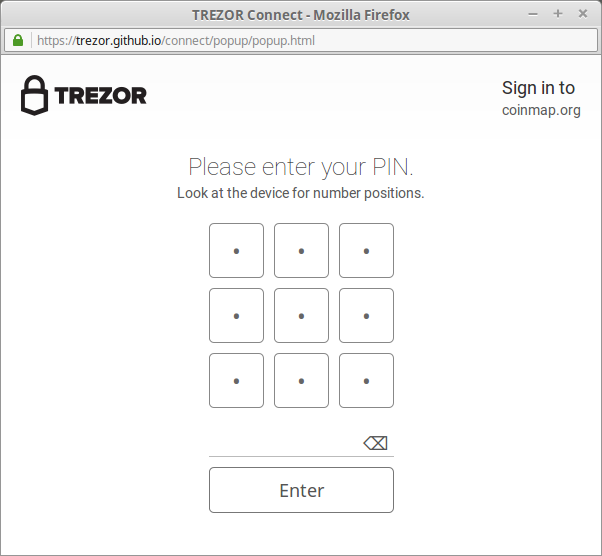 TREZOR Connect - Mozilla Firefox
https://trezor.github.io/connect/popup/popup.html
TREZOR
Sign in to
coinmap.org
Please enter your PIN.
Look at the device for number positions.
• • •
• • •
• • •
⌫
Enter